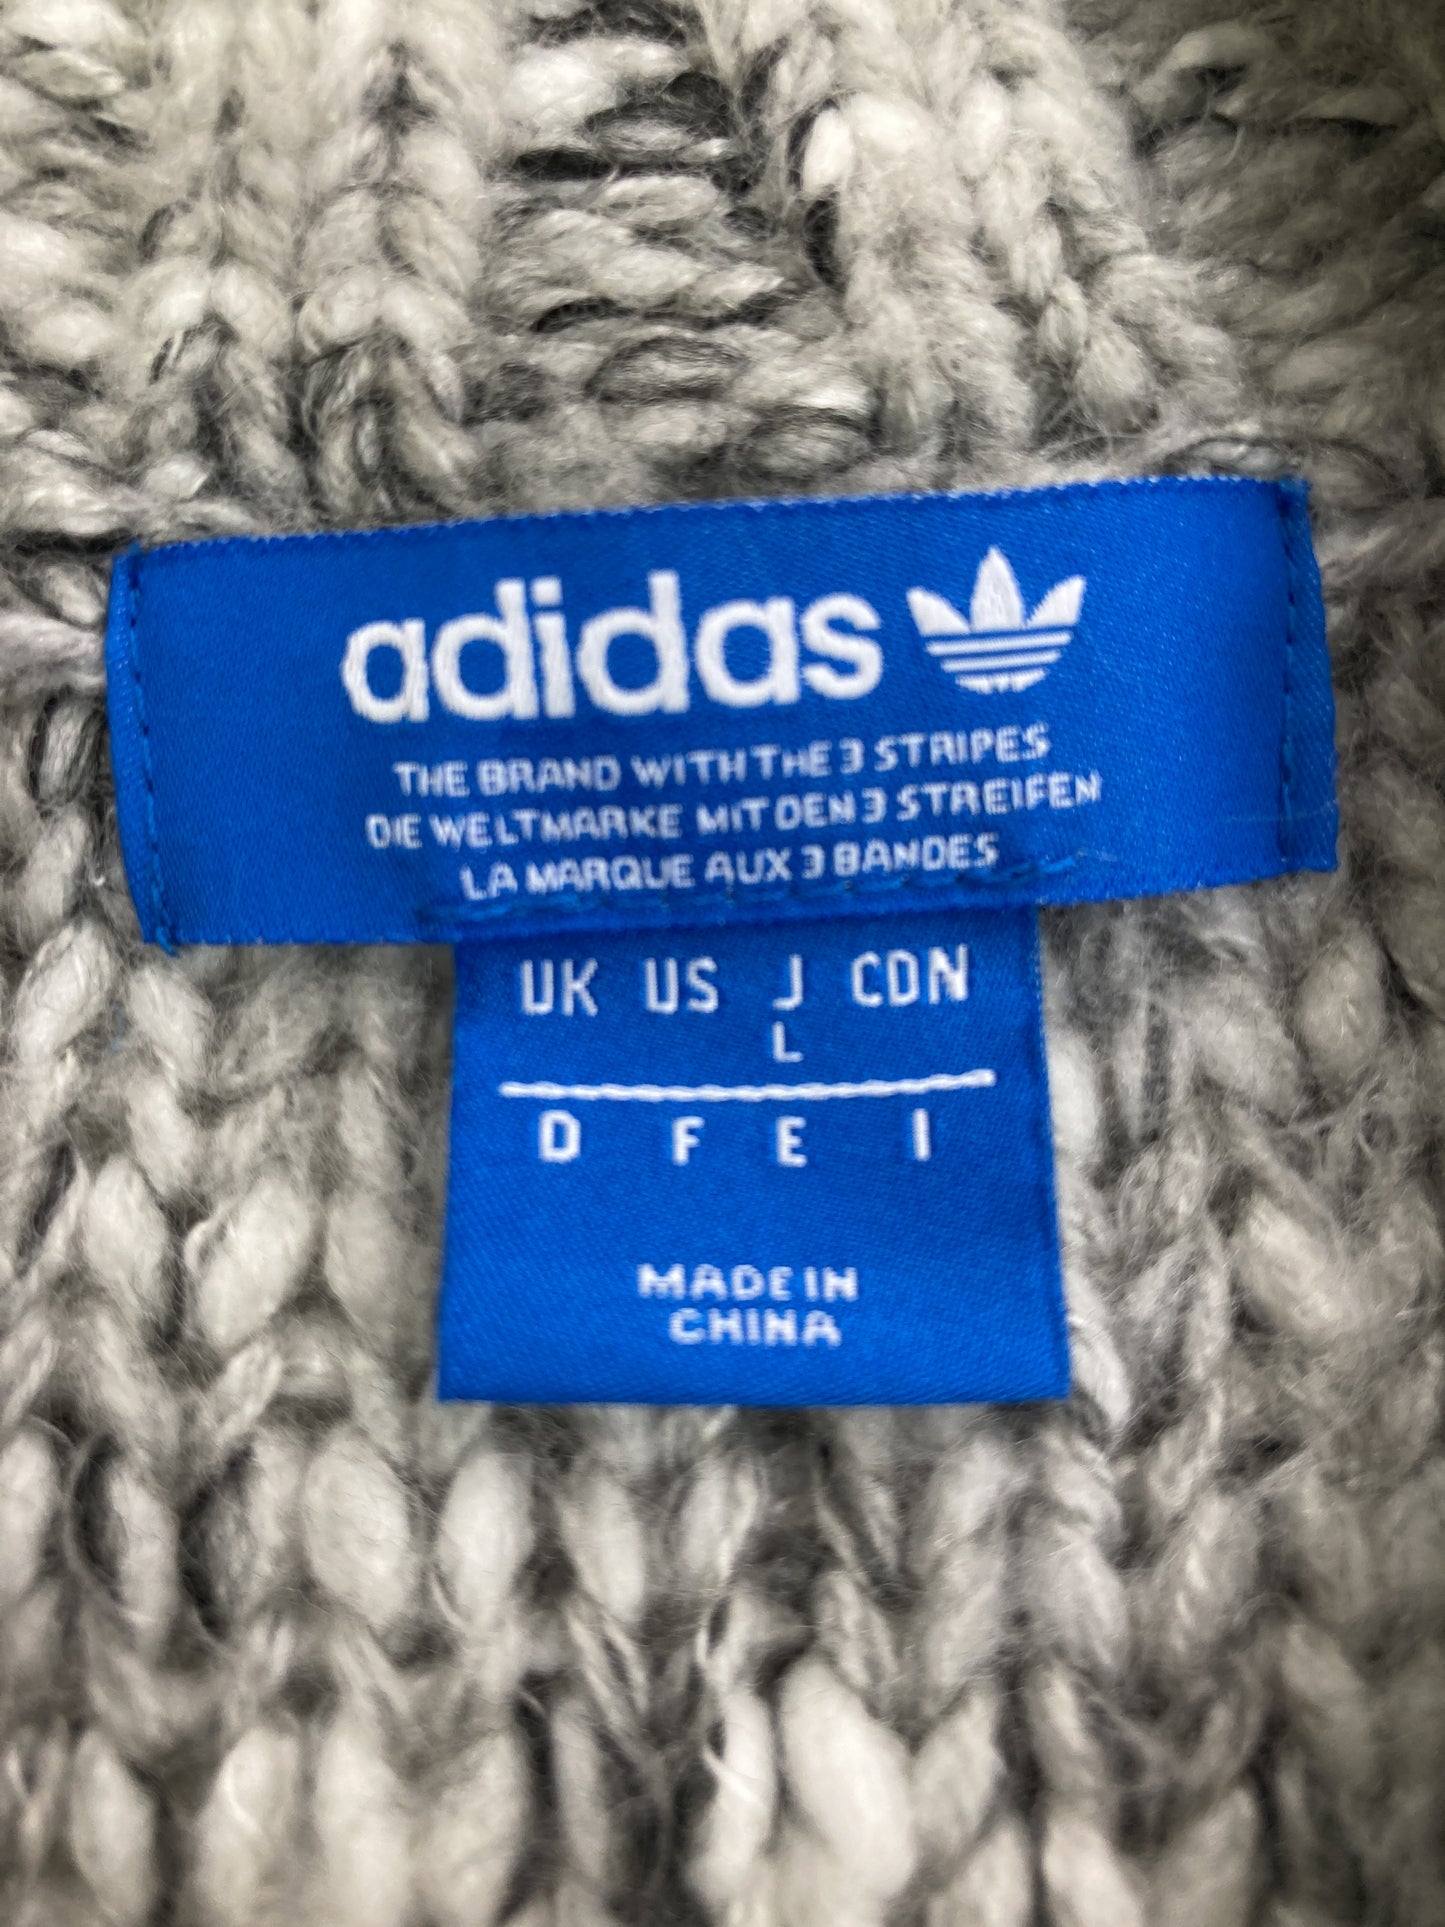 adidas
THE BRAND WITH THE 3 STRIPES
DIE WELTMARKE MIT DEN 3 STREIFEN
LA MARQUE AUX 3 BANDES
UK US J CDN
L
D F E I
MADE IN
CHINA